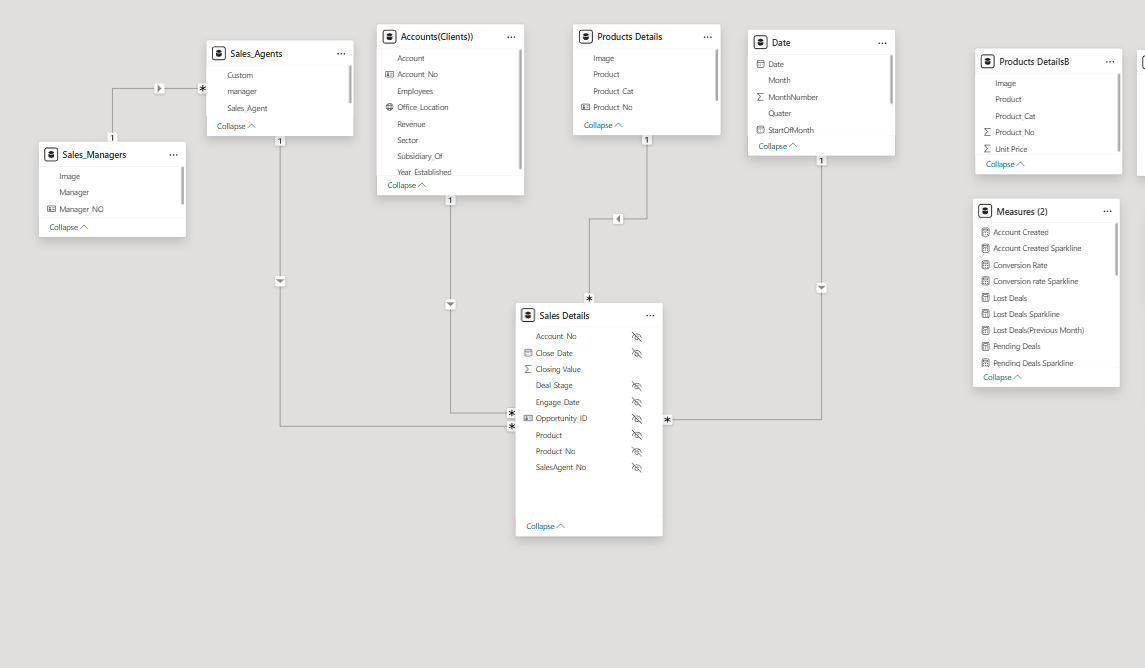 Sales_Agents
Custom
manager
Sales_Agent
Collapse
Accounts(Clients))
Account
Account_No
Employees
Office_Location
Revenue
Sector
Subsidiary_Of
Year_Established
Collapse
Products Details
Image
Product
Product_Cat
Product_No
Collapse
Date
Date
Month
MonthNumber
Quater
StartOfMonth
Collapse
Products DetailsB
Image
Product
Product_Cat
Product_No
Unit Price
Collapse
Sales_Managers
Image
Manager
Manager_NO
Collapse
Measures (2)
Account Created
Account Created Sparkline
Conversion Rate
Conversion rate Sparkline
Lost Deals
Lost Deals Sparkline
Lost Deals(Previous Month)
Pending Deals
Pending Deals Sparkline
Collapse
Sales Details
Account_No
Close_Date
Closing Value
Deal_Stage
Engage_Date
Opportunity_ID
Product
Product_No
SalesAgent_No
Collapse
1
*
1
1
1
1
*
*
*
*